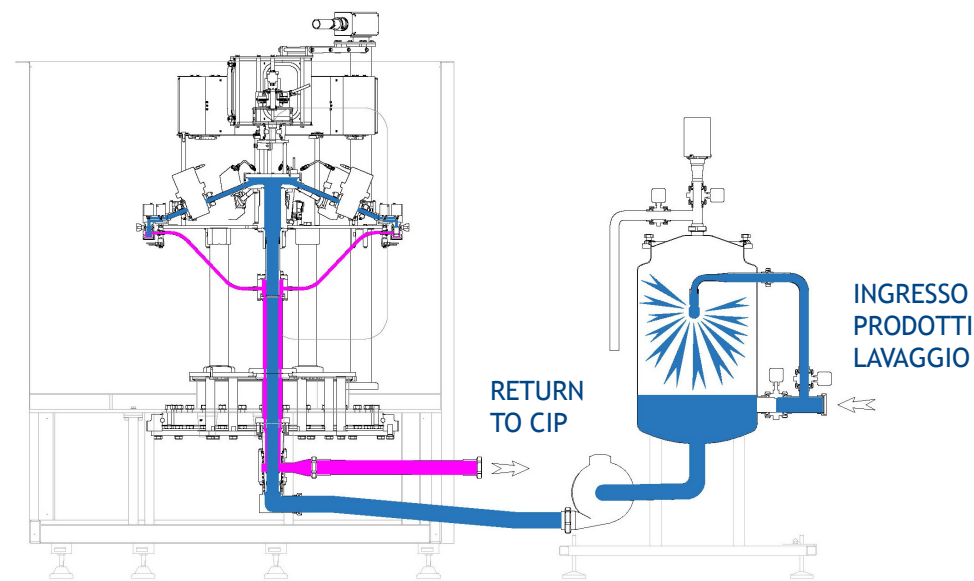 INGRESSO
PRODOTTI
LAVAGGIO
RETURN
TO CIP